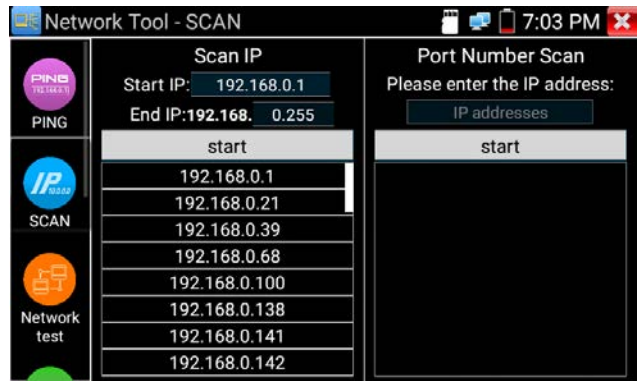 Network Tool - SCAN
7:03 PM
PING
PING
SCAN
IP
Network
test
Scan IP
Start IP: 192.168.0.1
End IP:192.168. 0.255
start
192.168.0.1
192.168.0.21
192.168.0.39
192.168.0.68
192.168.0.100
192.168.0.138
192.168.0.141
192.168.0.142
Port Number Scan
Please enter the IP address:
IP addresses
start